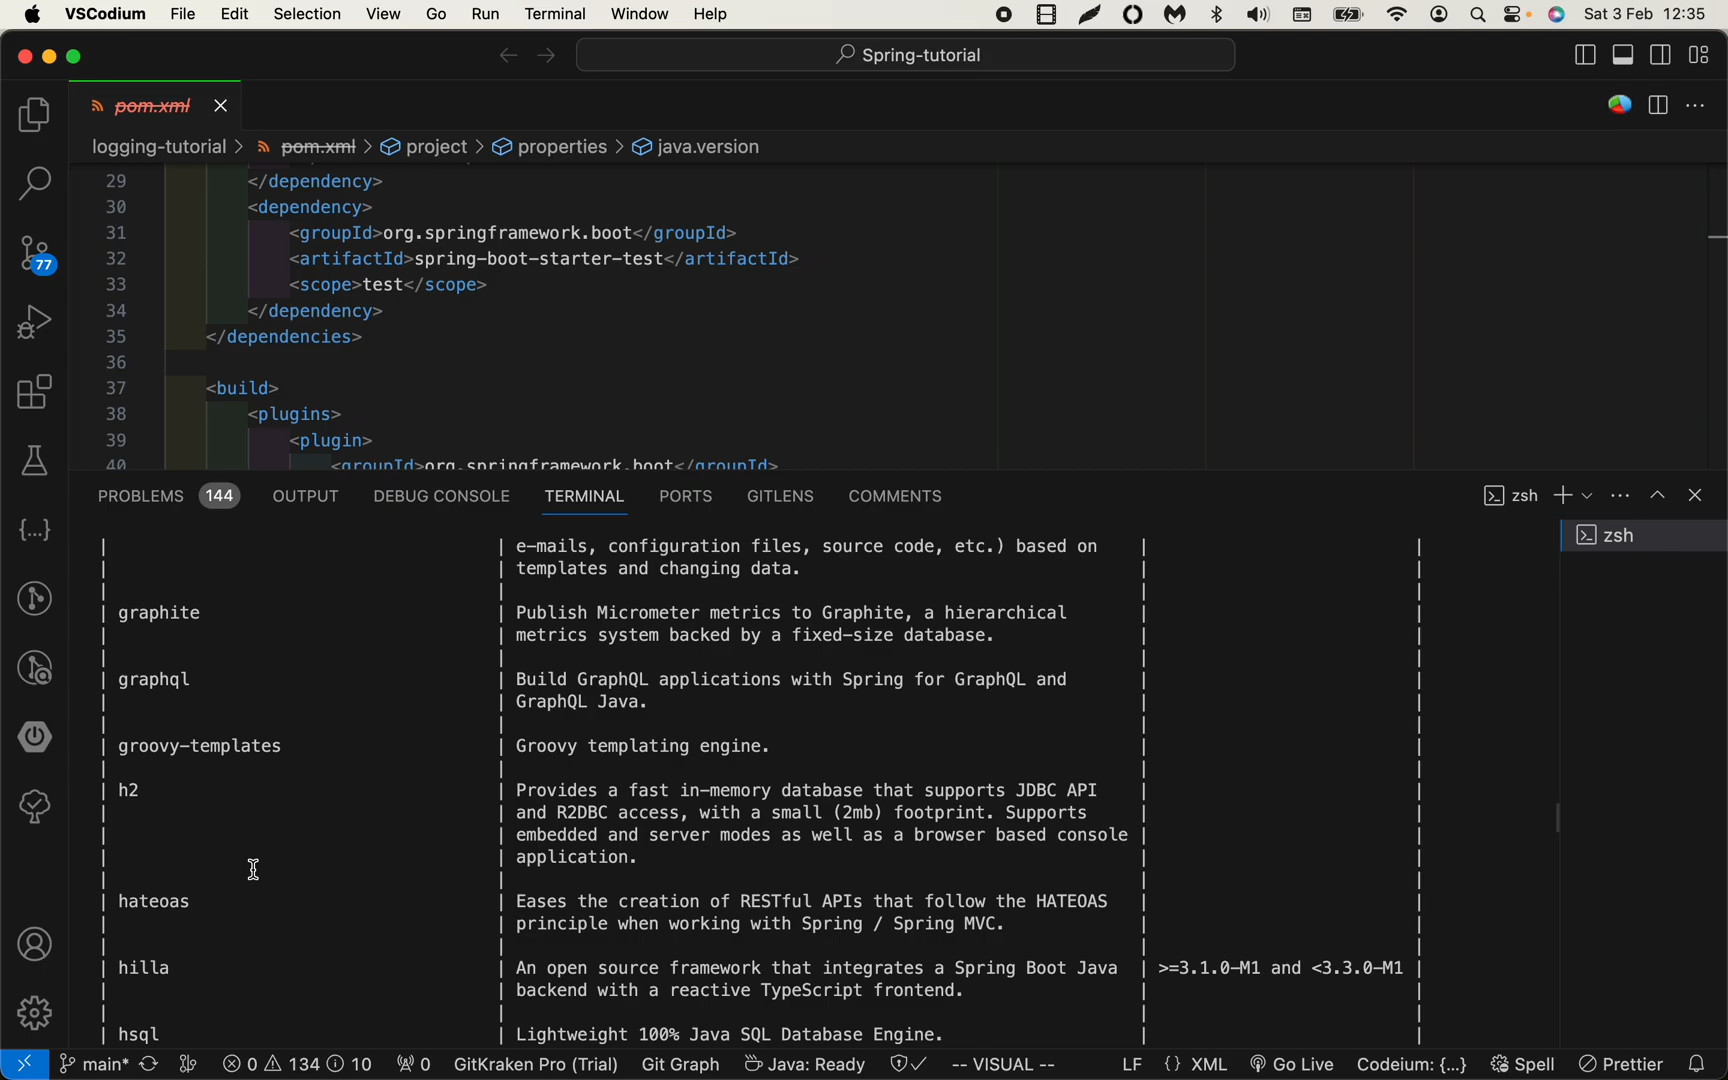 VSCodium File Edit Selection View Go Run Terminal Window Help Sat 3 Feb 12:35
Spring-tutorial
pom.xml
logging-tutorial > pom.xml > project > properties > java.version
29 </dependency>
30 <dependency>
31 <groupId>org.springframework.boot</groupId>
32 <artifactId>spring-boot-starter-test</artifactId>
33 <scope>test</scope>
34 </dependency>
35 </dependencies>
36
37 <build>
38 <plugins>
39 <plugin>
40 <groupId>org.springframework.boot</groupId>
PROBLEMS 144 OUTPUT DEBUG CONSOLE TERMINAL PORTS GITLENS COMMENTS zsh
77
zsh
| | e-mails, configuration files, source code, etc.) based on | |
| | templates and changing data. | |
| | | |
| graphite | Publish Micrometer metrics to Graphite, a hierarchical | |
| | metrics system backed by a fixed-size database. | |
| | | |
| graphql | Build GraphQL applications with Spring for GraphQL and | |
| | GraphQL Java. | |
| | | |
| groovy-templates | Groovy templating engine. | |
| | | |
| h2 | Provides a fast in-memory database that supports JDBC API | |
| | and R2DBC access, with a small (2mb) footprint. Supports | |
| | embedded and server modes as well as a browser based console | |
| | application. | |
| | | |
| hateoas | Eases the creation of RESTful APIs that follow the HATEOAS | |
| | principle when working with Spring / Spring MVC. | |
| | | |
| hilla | An open source framework that integrates a Spring Boot Java | >=3.1.0-M1 and <3.3.0-M1 |
| | backend with a reactive TypeScript frontend. | |
| | | |
| hsql | Lightweight 100% Java SQL Database Engine. | |
main* 0 134 10 0 GitKraken Pro (Trial) Git Graph Java: Ready -- VISUAL -- LF {} XML Go Live Codeium: {...} Spell Prettier